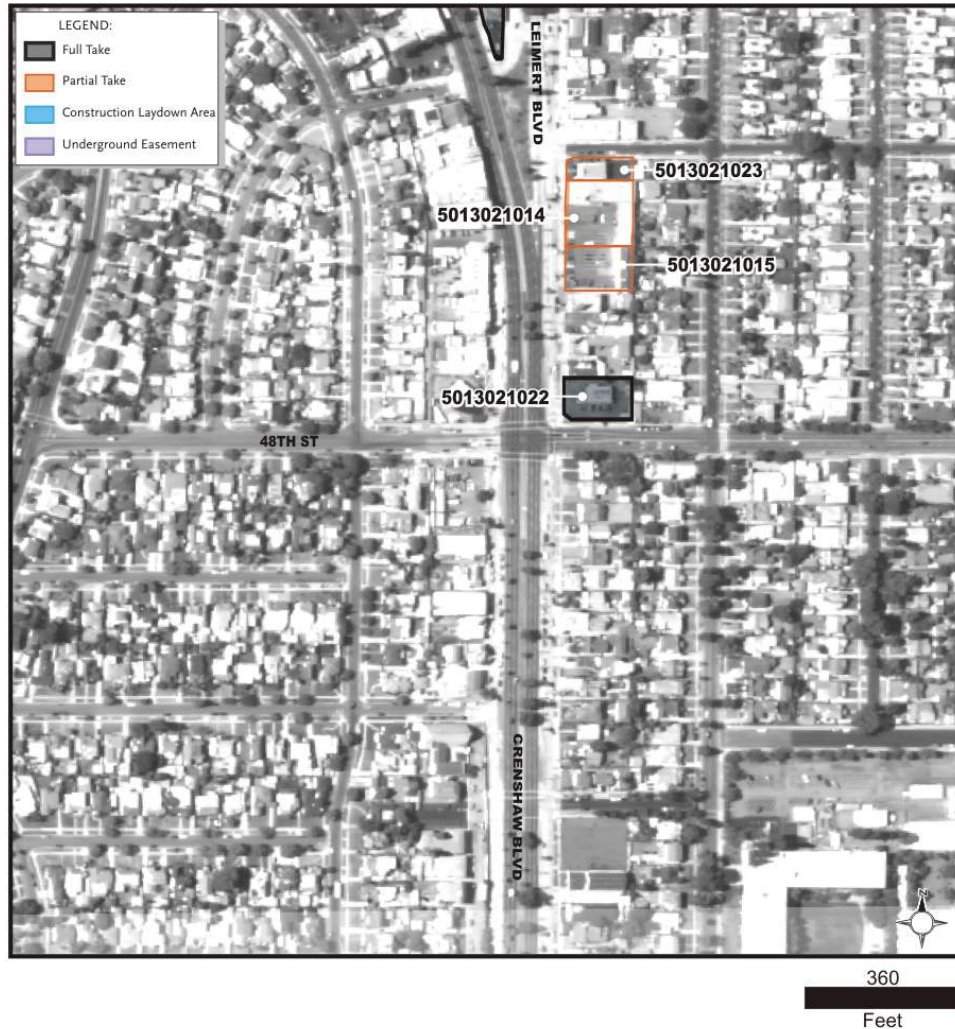 LEGEND:
Full Take
Partial Take
Construction Laydown Area
Underground Easement
LEIMERT BLVD
5013021023
5013021014
5013021015
5013021022
48TH ST
CRENSHAW BLVD
N
360
Feet